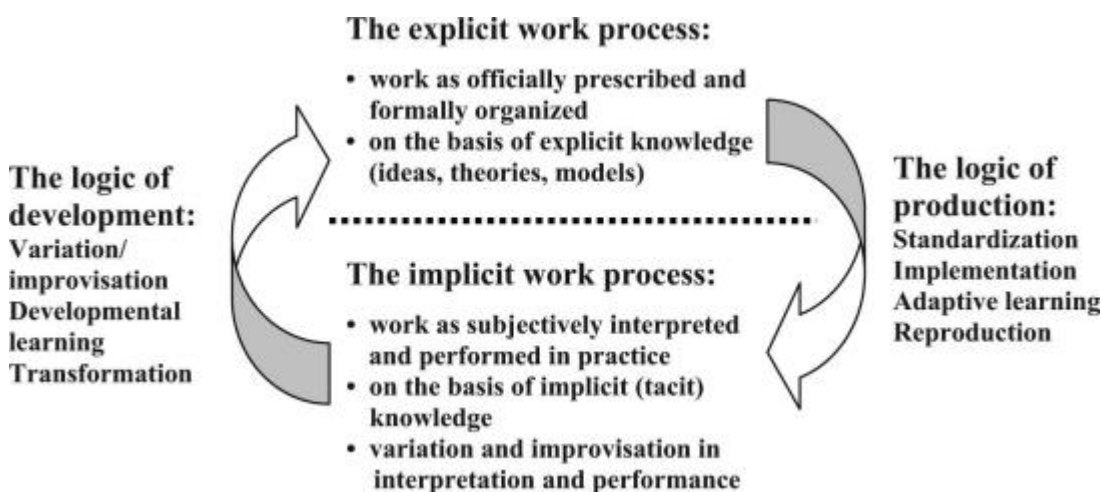 The explicit work process:
• work as officially prescribed and
formally organized
• on the basis of explicit knowledge
(ideas, theories, models)
The logic of
development:
Variation/
improvisation
Developmental
learning
Transformation
The logic of
production:
Standardization
Implementation
Adaptive learning
Reproduction
The implicit work process:
• work as subjectively interpreted
and performed in practice
• on the basis of implicit (tacit)
knowledge
• variation and improvisation in
interpretation and performance